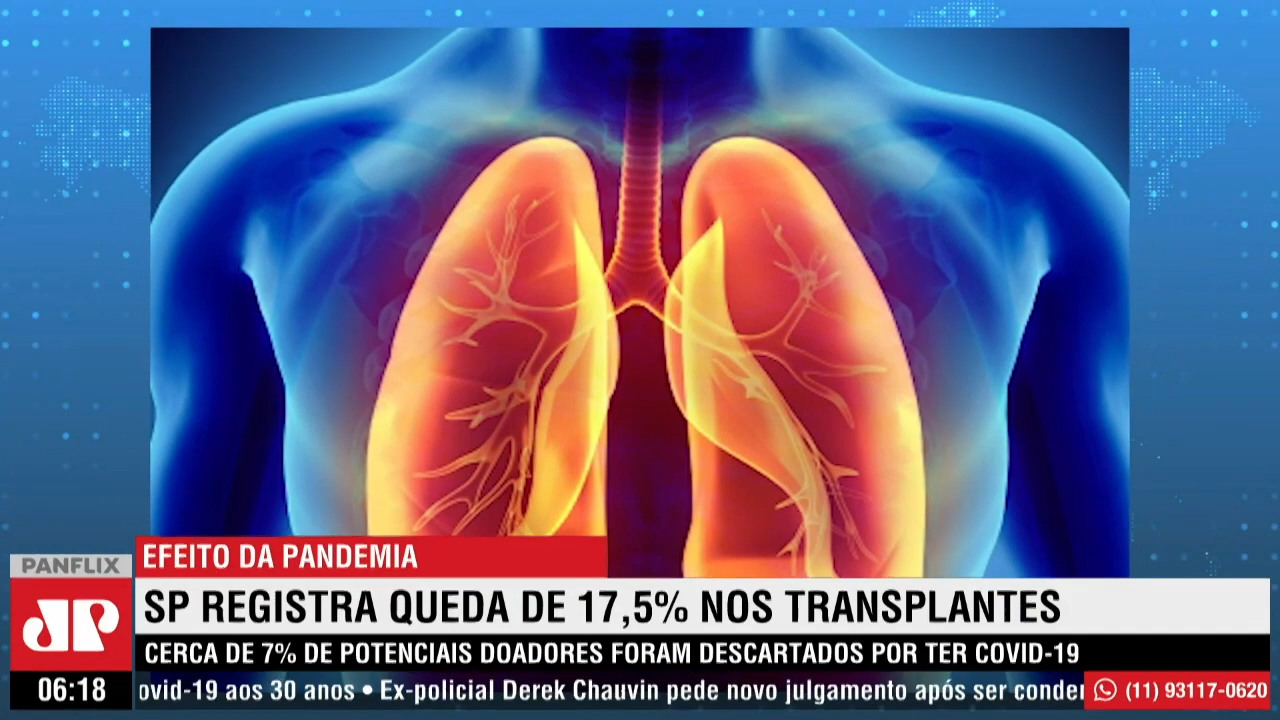 EFEITO DA PANDEMIA
PANFLIX
SP REGISTRA QUEDA DE 17,5% NOS TRANSPLANTES
JP
CERCA DE 7% DE POTENCIAIS DOADORES FORAM DESCARTADOS POR TER COVID-19
06:18
ovid-19 aos 30 anos • Ex-policial Derek Chauvin pede novo julgamento após ser conder
(11) 93117-0620